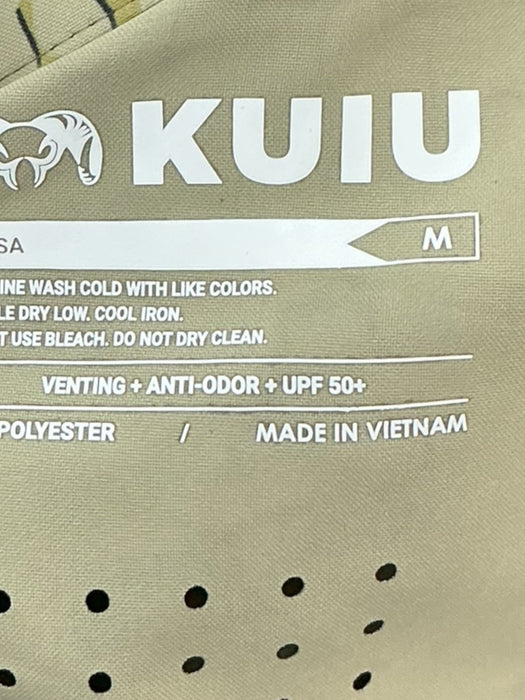 KUIU
SA
M
INE WASH COLD WITH LIKE COLORS.
LE DRY LOW. COOL IRON.
T USE BLEACH. DO NOT DRY CLEAN.
VENTING + ANTI-ODOR + UPF 50+
POLYESTER / MADE IN VIETNAM